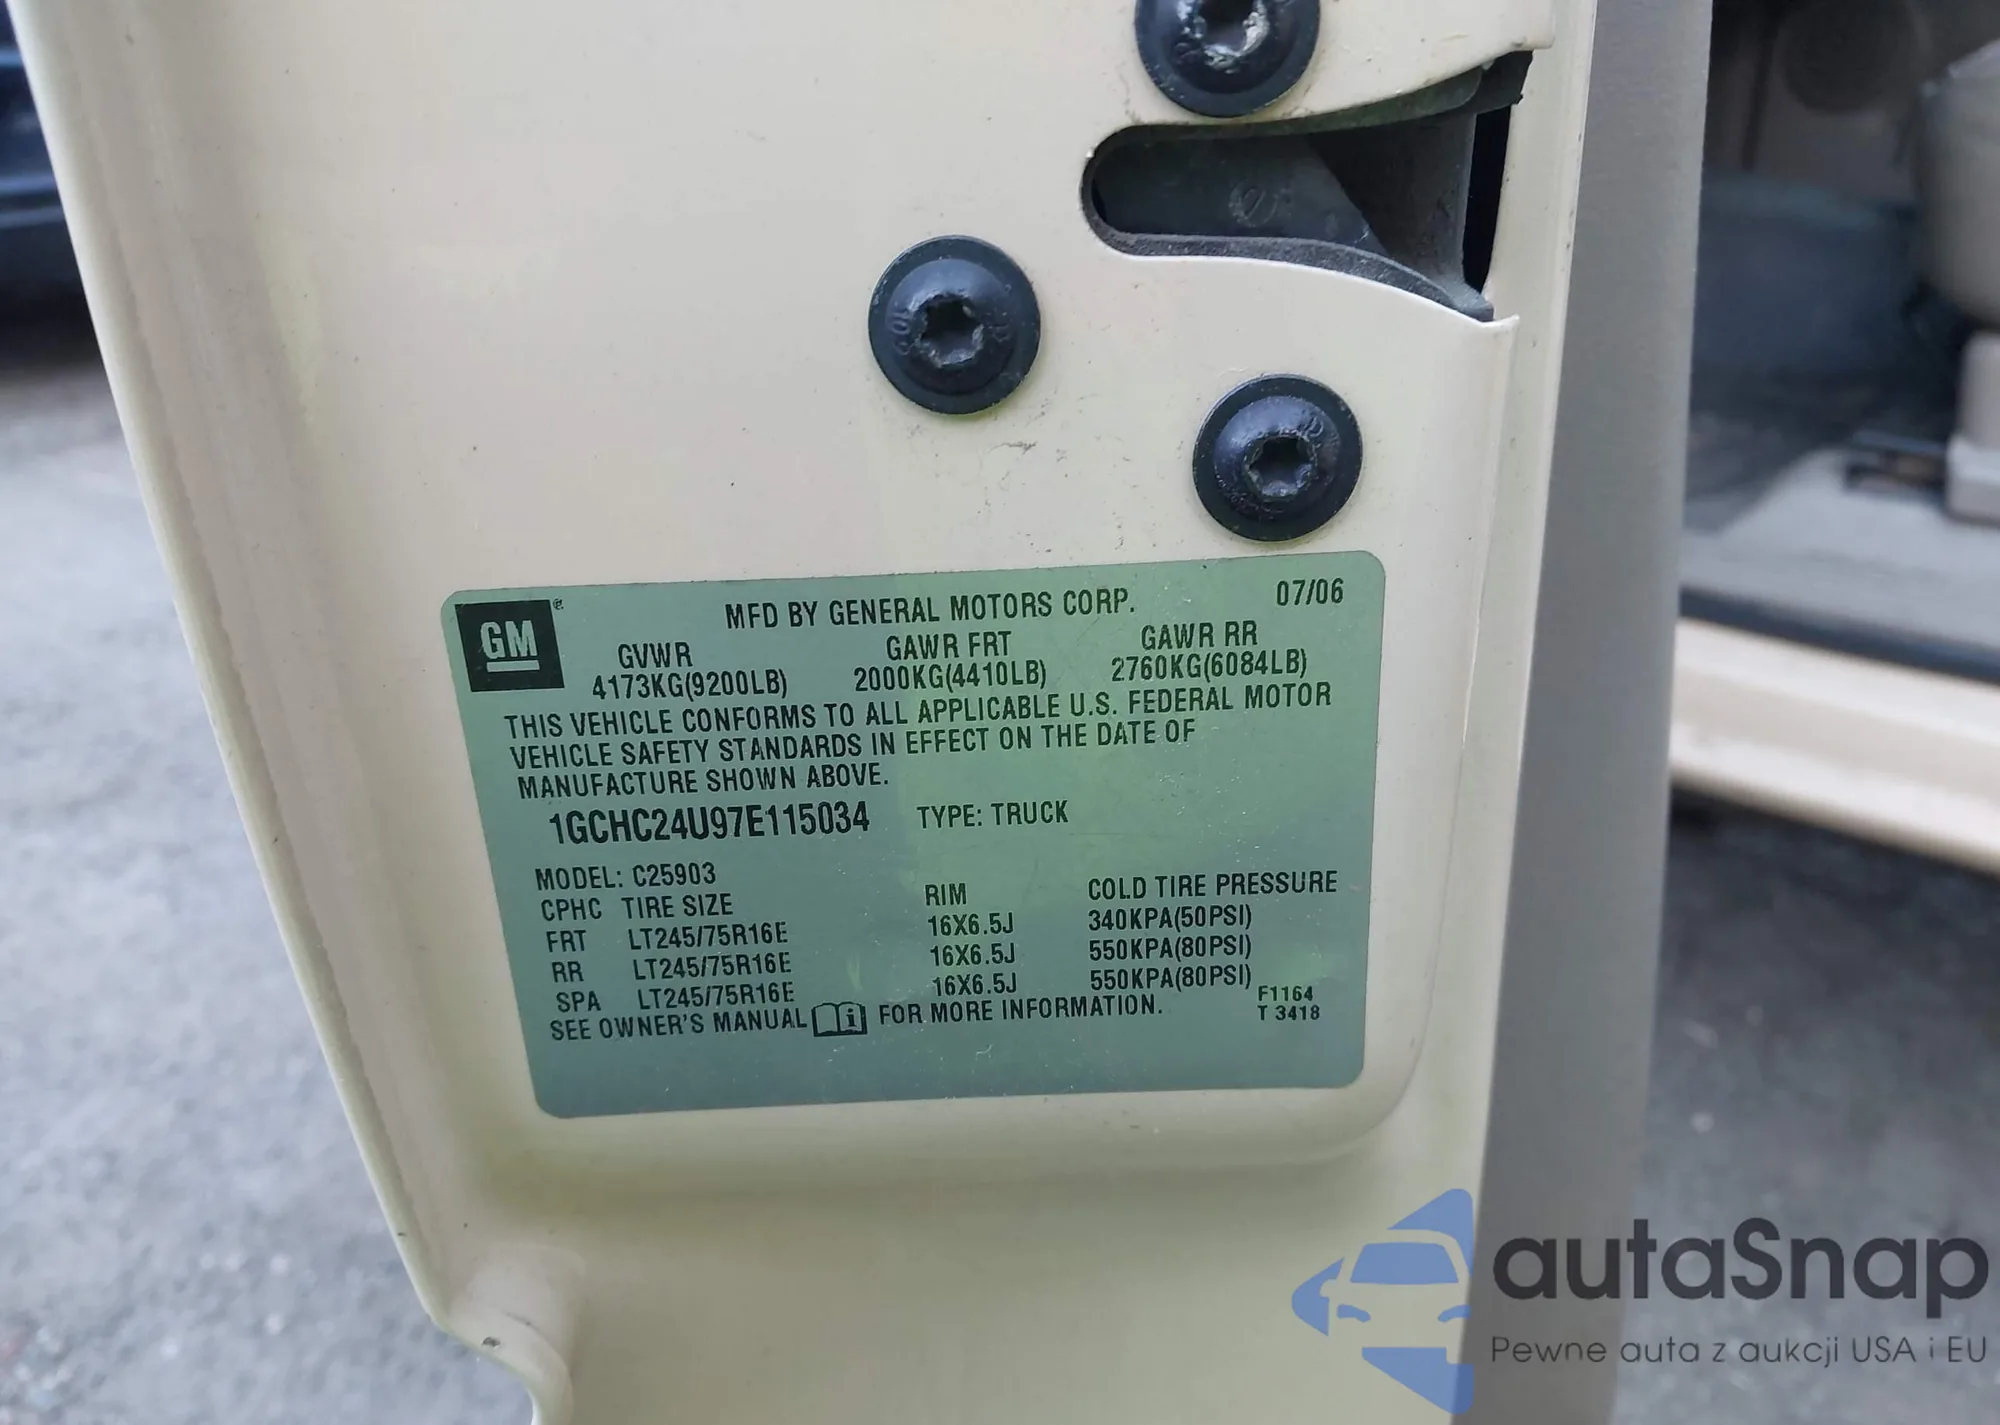 GM
MFD BY GENERAL MOTORS CORP. 07/06
GVWR GAWR FRT GAWR RR
4173KG(9200LB) 2000KG(4410LB) 2760KG(6084LB)
THIS VEHICLE CONFORMS TO ALL APPLICABLE U.S. FEDERAL MOTOR
VEHICLE SAFETY STANDARDS IN EFFECT ON THE DATE OF
MANUFACTURE SHOWN ABOVE.
1GCHC24U97E115034 TYPE: TRUCK
MODEL: C25903
CPHC TIRE SIZE RIM COLD TIRE PRESSURE
FRT LT245/75R16E 16X6.5J 340KPA(50PSI)
RR LT245/75R16E 16X6.5J 550KPA(80PSI)
SPA LT245/75R16E 16X6.5J 550KPA(80PSI)
SEE OWNER'S MANUAL FOR MORE INFORMATION.
F1164
T 3418
autaSnap
Pewne auta z aukcji USA i EU